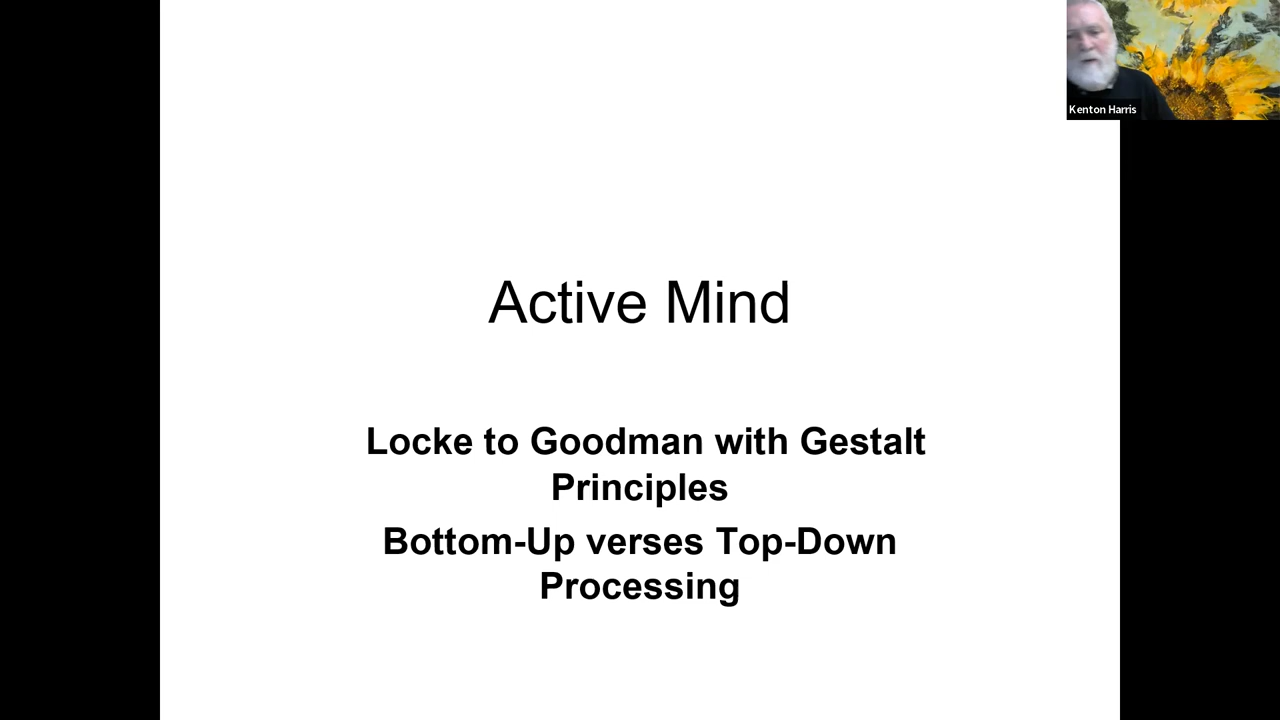 Kenton Harris
Active Mind
Locke to Goodman with Gestalt
Principles
Bottom-Up verses Top-Down
Processing